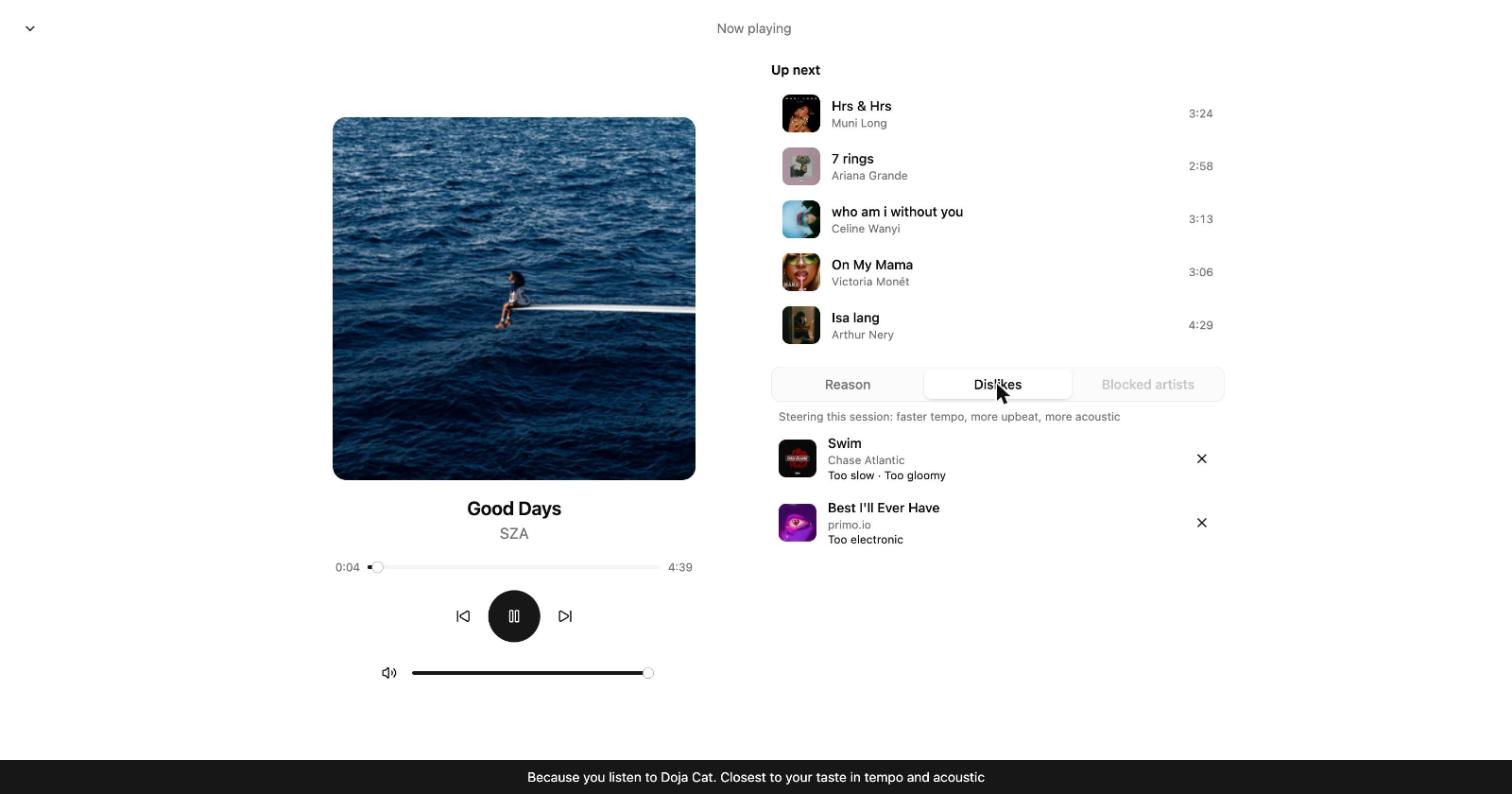 Now playing
Up next
Hrs & Hrs
Muni Long
3:24
7 rings
Ariana Grande
2:58
who am i without you
Celine Wanyi
3:13
On My Mama
Victoria Monét
3:06
Isa lang
Arthur Nery
4:29
Reason
Dislikes
Blocked artists
Steering this session: faster tempo, more upbeat, more acoustic
Swim
Chase Atlantic
Too slow · Too gloomy
Best I'll Ever Have
primo.io
Too electronic
Good Days
SZA
0:04
4:39
Because you listen to Doja Cat. Closest to your taste in tempo and acoustic